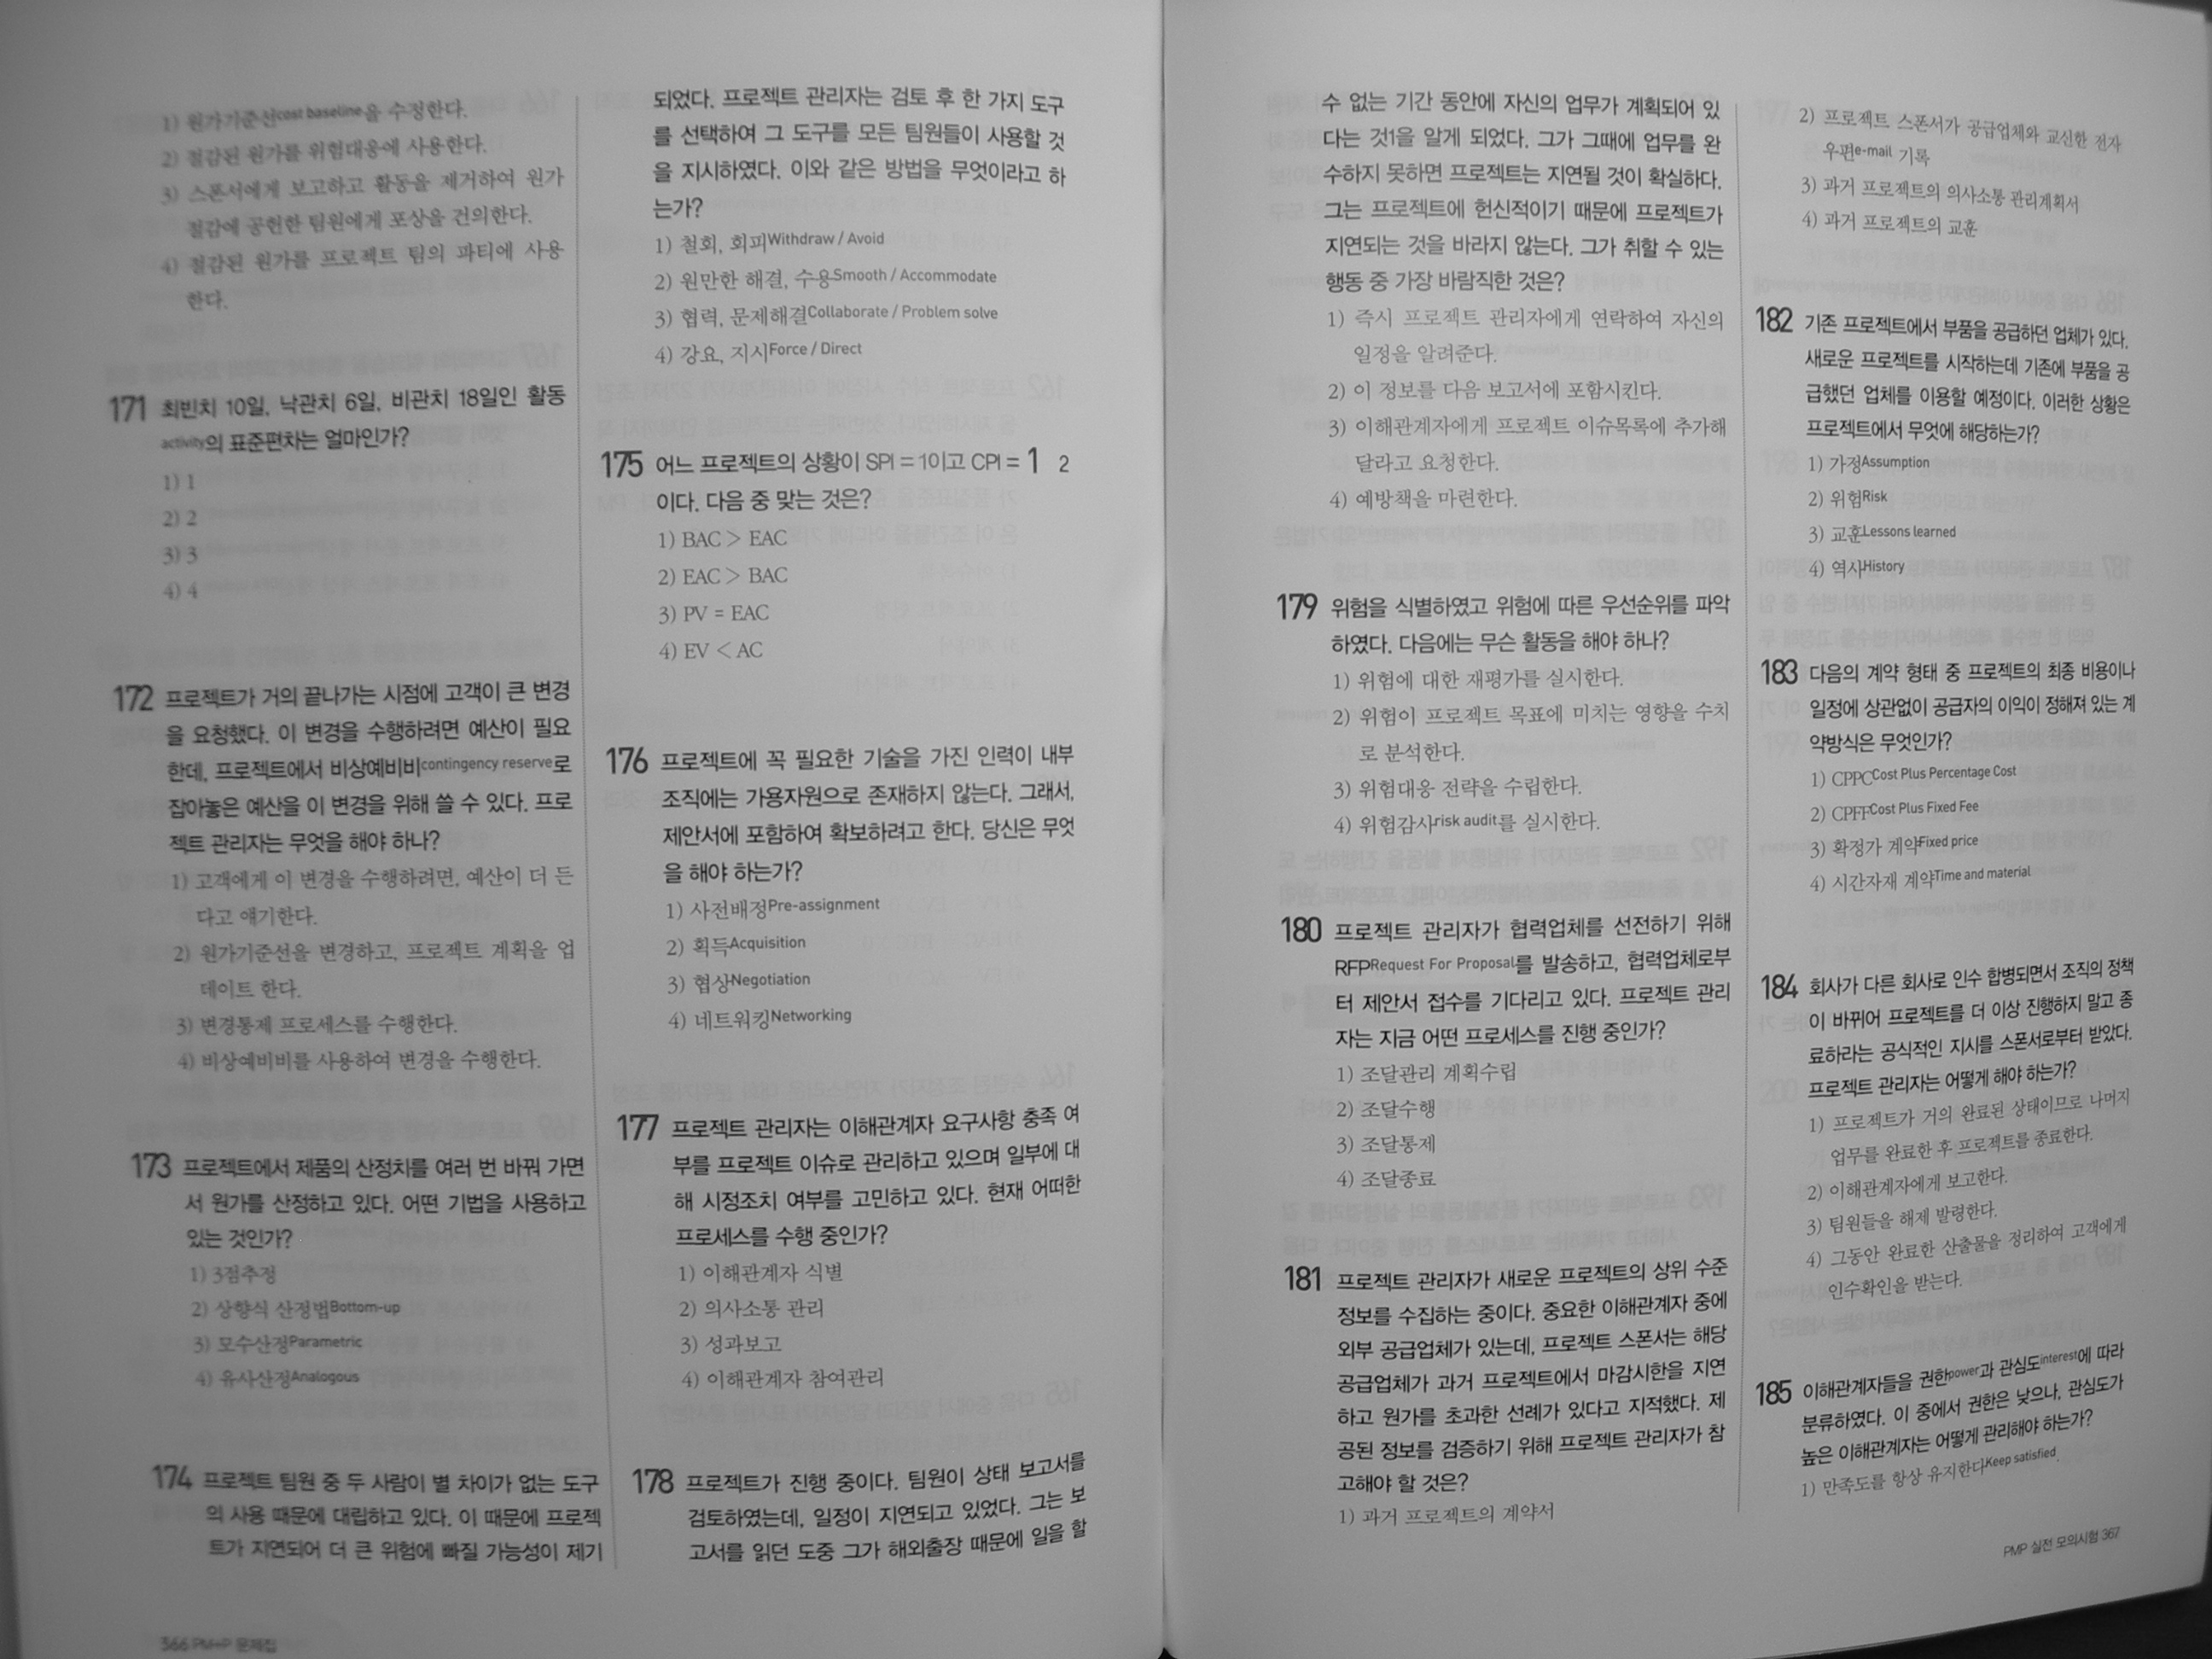 1) 원가기준선cost baseline을 수정한다.
2) 절감된 원가를 위험대응에 사용한다.
3) 스폰서에게 보고하고 활동을 제거하여 원가
절감에 공헌한 팀원에게 포상을 건의한다.
4) 절감된 원가를 프로젝트 팀의 파티에 사용
한다.
171 최빈치 10일, 낙관치 6일, 비관치 18일인 활동
activity의 표준편차는 얼마인가?
1) 1
2) 2
3) 3
4) 4
172 프로젝트가 거의 끝나가는 시점에 고객이 큰 변경
을 요청했다. 이 변경을 수행하려면 예산이 필요
한데, 프로젝트에서 비상예비비contingency reserve로
잡아놓은 예산을 이 변경을 위해 쓸 수 있다. 프로
젝트 관리자는 무엇을 해야 하나?
1) 고객에게 이 변경을 수행하려면, 예산이 더 든
다고 얘기한다.
2) 원가기준선을 변경하고, 프로젝트 계획을 업
데이트 한다.
3) 변경통제 프로세스를 수행한다.
4) 비상예비비를 사용하여 변경을 수행한다.
173 프로젝트에서 제품의 산정치를 여러 번 바꿔 가면
서 원가를 산정하고 있다. 어떤 기법을 사용하고
있는 것인가?
1) 3점추정
2) 상향식 산정법Bottom-up
3) 모수산정Parametric
4) 유사산정Analogous
174 프로젝트 팀원 중 두 사람이 별 차이가 없는 도구
의 사용 때문에 대립하고 있다. 이 때문에 프로젝
트가 지연되어 더 큰 위험에 빠질 가능성이 제기
366 PM+P 문제집
되었다. 프로젝트 관리자는 검토 후 한 가지 도구
를 선택하여 그 도구를 모든 팀원들이 사용할 것
을 지시하였다. 이와 같은 방법을 무엇이라고 하
는가?
1) 철회, 회피Withdraw / Avoid
2) 원만한 해결, 수용Smooth / Accommodate
3) 협력, 문제해결Collaborate / Problem solve
4) 강요, 지시Force / Direct
175 어느 프로젝트의 상황이 SPI = 1이고 CPI = 1 2
이다. 다음 중 맞는 것은?
1) BAC > EAC
2) EAC > BAC
3) PV = EAC
4) EV < AC
176 프로젝트에 꼭 필요한 기술을 가진 인력이 내부
조직에는 가용자원으로 존재하지 않는다. 그래서,
제안서에 포함하여 확보하려고 한다. 당신은 무엇
을 해야 하는가?
1) 사전배정Pre-assignment
2) 획득Acquisition
3) 협상Negotiation
4) 네트워킹Networking
177 프로젝트 관리자는 이해관계자 요구사항 충족 여
부를 프로젝트 이슈로 관리하고 있으며 일부에 대
해 시정조치 여부를 고민하고 있다. 현재 어떠한
프로세스를 수행 중인가?
1) 이해관계자 식별
2) 의사소통 관리
3) 성과보고
4) 이해관계자 참여관리
178 프로젝트가 진행 중이다. 팀원이 상태 보고서를
검토하였는데, 일정이 지연되고 있었다. 그는 보
고서를 읽던 도중 그가 해외출장 때문에 일을 할
수 없는 기간 동안에 자신의 업무가 계획되어 있
다는 것1을 알게 되었다. 그가 그때에 업무를 완
수하지 못하면 프로젝트는 지연될 것이 확실하다.
그는 프로젝트에 헌신적이기 때문에 프로젝트가
지연되는 것을 바라지 않는다. 그가 취할 수 있는
행동 중 가장 바람직한 것은?
1) 즉시 프로젝트 관리자에게 연락하여 자신의
일정을 알려준다.
2) 이 정보를 다음 보고서에 포함시킨다.
3) 이해관계자에게 프로젝트 이슈목록에 추가해
달라고 요청한다.
4) 예방책을 마련한다.
179 위험을 식별하였고 위험에 따른 우선순위를 파악
하였다. 다음에는 무슨 활동을 해야 하나?
1) 위험에 대한 재평가를 실시한다.
2) 위험이 프로젝트 목표에 미치는 영향을 수치
로 분석한다.
3) 위험대응 전략을 수립한다.
4) 위험감사risk audit를 실시한다.
180 프로젝트 관리자가 협력업체를 선전하기 위해
RFPRequest For Proposal를 발송하고, 협력업체로부
터 제안서 접수를 기다리고 있다. 프로젝트 관리
자는 지금 어떤 프로세스를 진행 중인가?
1) 조달관리 계획수립
2) 조달수행
3) 조달통제
4) 조달종료
181 프로젝트 관리자가 새로운 프로젝트의 상위 수준
정보를 수집하는 중이다. 중요한 이해관계자 중에
외부 공급업체가 있는데, 프로젝트 스폰서는 해당
공급업체가 과거 프로젝트에서 마감시한을 지연
하고 원가를 초과한 선례가 있다고 지적했다. 제
공된 정보를 검증하기 위해 프로젝트 관리자가 참
고해야 할 것은?
1) 과거 프로젝트의 계약서
2) 프로젝트 스폰서가 공급업체와 교신한 전자
우편e-mail 기록
3) 과거 프로젝트의 의사소통 관리계획서
4) 과거 프로젝트의 교훈
182 기존 프로젝트에서 부품을 공급하던 업체가 있다.
새로운 프로젝트를 시작하는데 기존에 부품을 공
급했던 업체를 이용할 예정이다. 이러한 상황은
프로젝트에서 무엇에 해당하는가?
1) 가정Assumption
2) 위험Risk
3) 교훈Lessons learned
4) 역사History
183 다음의 계약 형태 중 프로젝트의 최종 비용이나
일정에 상관없이 공급자의 이익이 정해져 있는 계
약방식은 무엇인가?
1) CPPCCost Plus Percentage Cost
2) CPFFCost Plus Fixed Fee
3) 확정가 계약Fixed price
4) 시간자재 계약Time and material
184 회사가 다른 회사로 인수 합병되면서 조직의 정책
이 바뀌어 프로젝트를 더 이상 진행하지 말고 종
료하라는 공식적인 지시를 스폰서로부터 받았다.
프로젝트 관리자는 어떻게 해야 하는가?
1) 프로젝트가 거의 완료된 상태이므로 나머지
업무를 완료한 후 프로젝트를 종료한다.
2) 이해관계자에게 보고한다.
3) 팀원들을 해제 발령한다.
4) 그동안 완료한 산출물을 정리하여 고객에게
인수확인을 받는다.
185 이해관계자들을 권한power과 관심도interest에 따라
분류하였다. 이 중에서 권한은 낮으나, 관심도가
높은 이해관계자는 어떻게 관리해야 하는가?
1) 만족도를 항상 유지한다Keep satisfied.
PMP 실전 모의시험 367